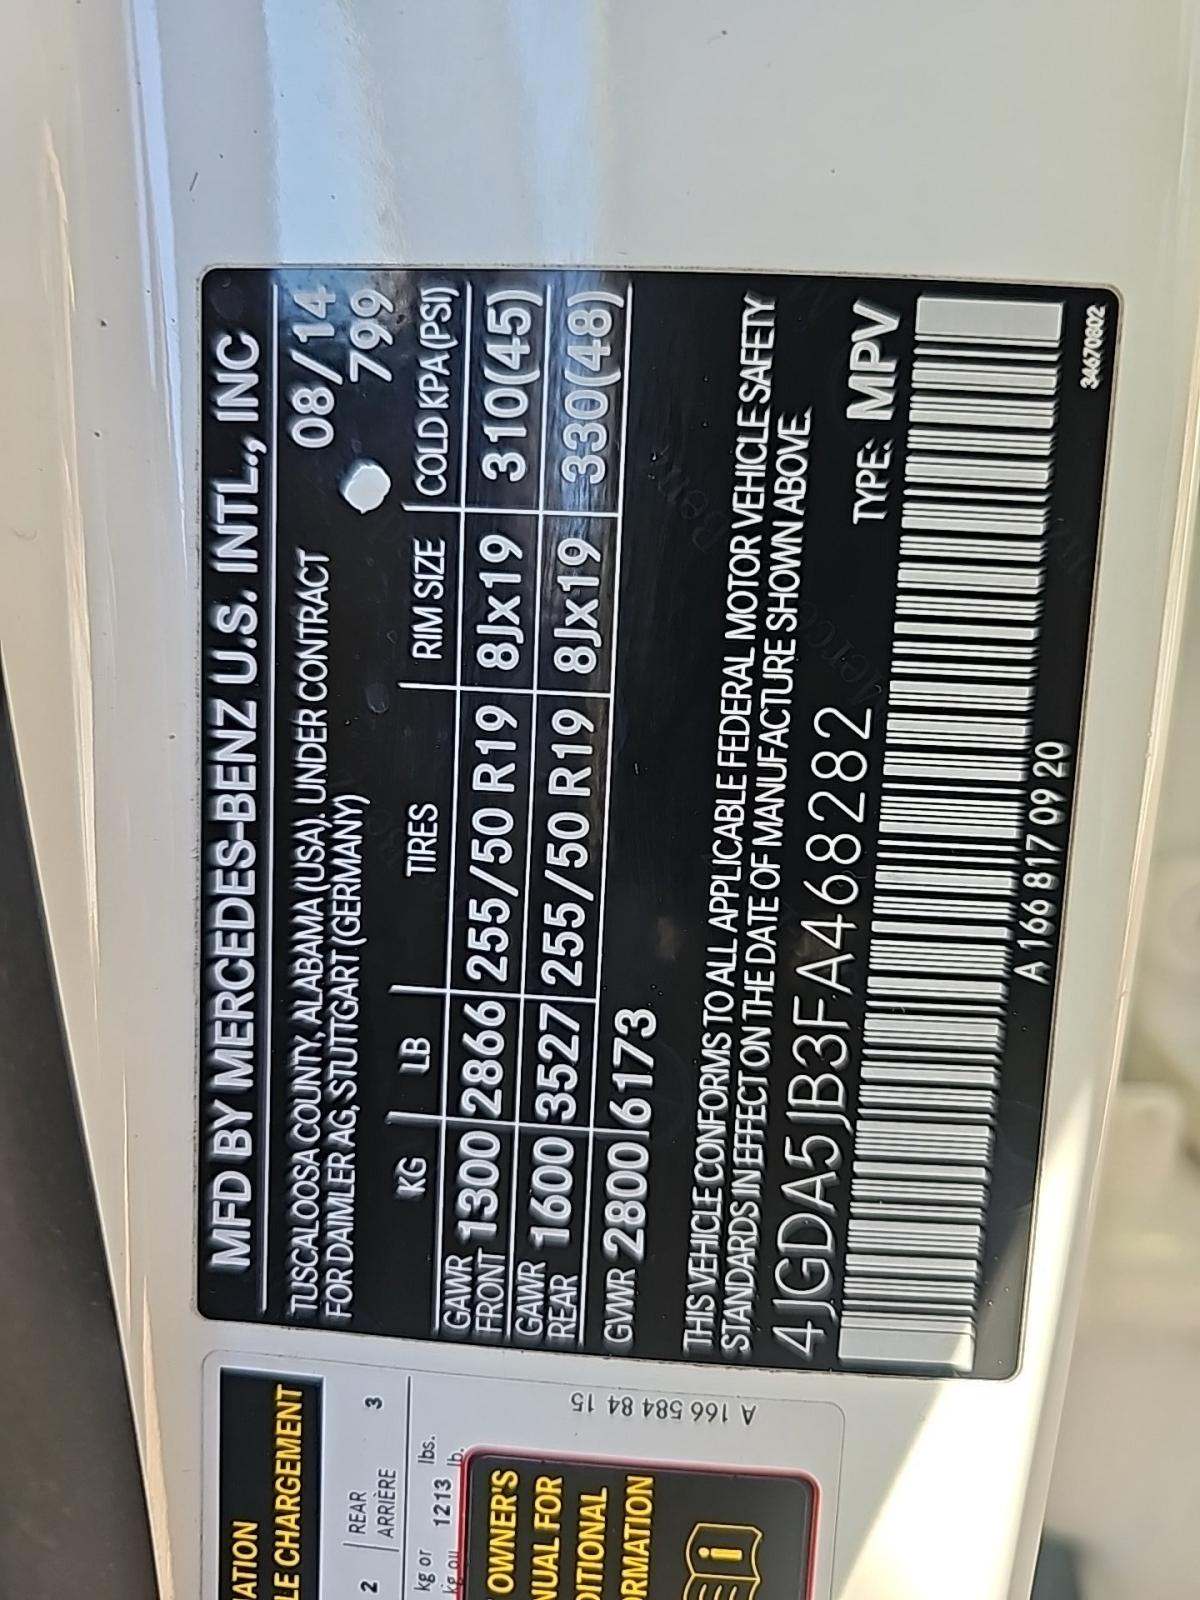 MFD BY MERCEDES-BENZ U.S. INTL., INC
TUSCALOOSA COUNTY, ALABAMA (USA). UNDER CONTRACT 08/14
FOR DAIMLER AG, STUTTGART (GERMANY) 799
KG LB TIRES RIM SIZE COLD KPA (PSI)
GAWR FRONT 1300 2866 255/50 R19 8Jx19 310(45)
GAWR REAR 1600 3527 255/50 R19 8Jx19 330(48)
GVWR 2800 6173
THIS VEHICLE CONFORMS TO ALL APPLICABLE FEDERAL MOTOR VEHICLE SAFETY
STANDARDS IN EFFECT ON THE DATE OF MANUFACTURE SHOWN ABOVE.
4JGDA5JB3FA468282 TYPE: MPV
A 166 817 09 20
34670802
A 166 584 84 15
LE CHARGEMENT
2 REAR 3
ARRIÈRE
kg or 1213 lbs.
kg ou lb.
OWNER'S
FOR
i